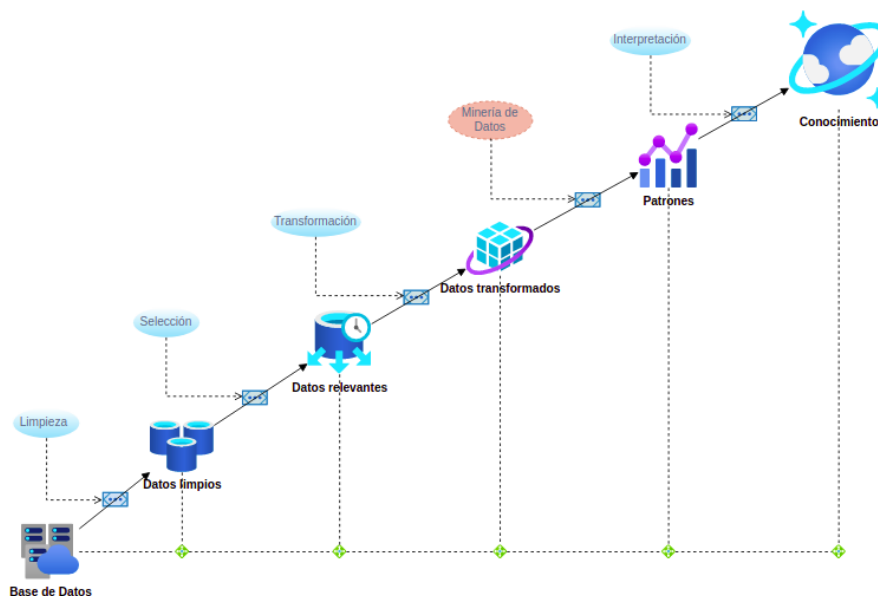 Interpretación
Conocimiento
Minería de
Datos
Patrones
Transformación
Datos transformados
Selección
Datos relevantes
Limpieza
Datos limpios
Base de Datos